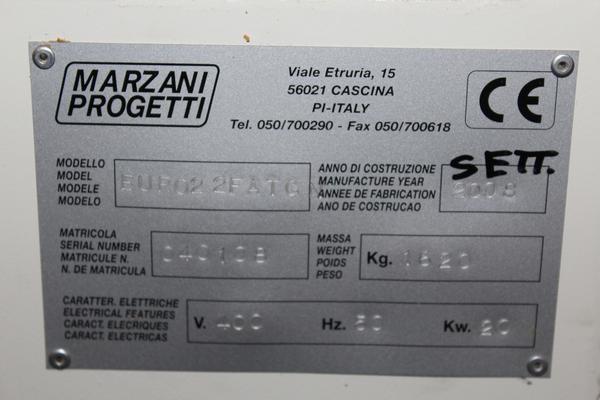 MARZANI
PROGETTI
Viale Etruria, 15
56021 CASCINA
PI-ITALY
Tel. 050/700290 - Fax 050/700618
CE
MODELLO
MODEL
MODELE
MODELO
EURO2 2FATG
ANNO DI COSTRUZIONE
MANUFACTURE YEAR
ANNEE DE FABRICATION
ANO DE COSTRUCAO
SETT.
2008
MATRICOLA
SERIAL NUMBER
MATRICULE N.
N. DE MATRICULA
040108
MASSA
WEIGHT
POIDS
PESO
Kg. 1620
CARATTER. ELETTRICHE
ELECTRICAL FEATURES
CARACT. ELECRIQUES
CARACT. ELECTRICAS
V. 400 Hz. 50 Kw. 20